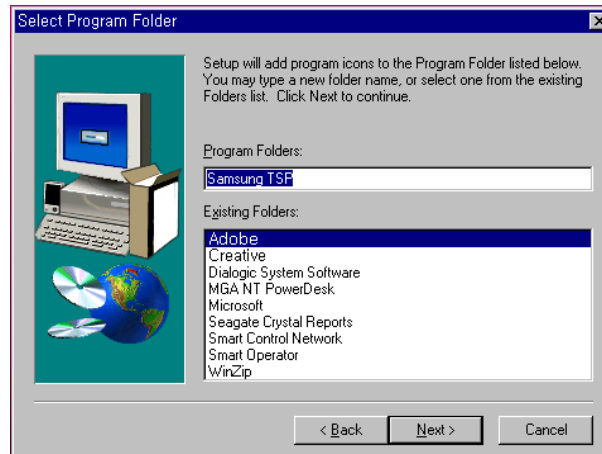 Select Program Folder
Setup will add program icons to the Program Folder listed below.
You may type a new folder name, or select one from the existing
Folders list. Click Next to continue.
Program Folders:
Samsung TSP
Existing Folders:
Adobe
Creative
Dialogic System Software
MGA NT PowerDesk
Microsoft
Seagate Crystal Reports
Smart Control Network
Smart Operator
WinZip
< Back
Next >
Cancel